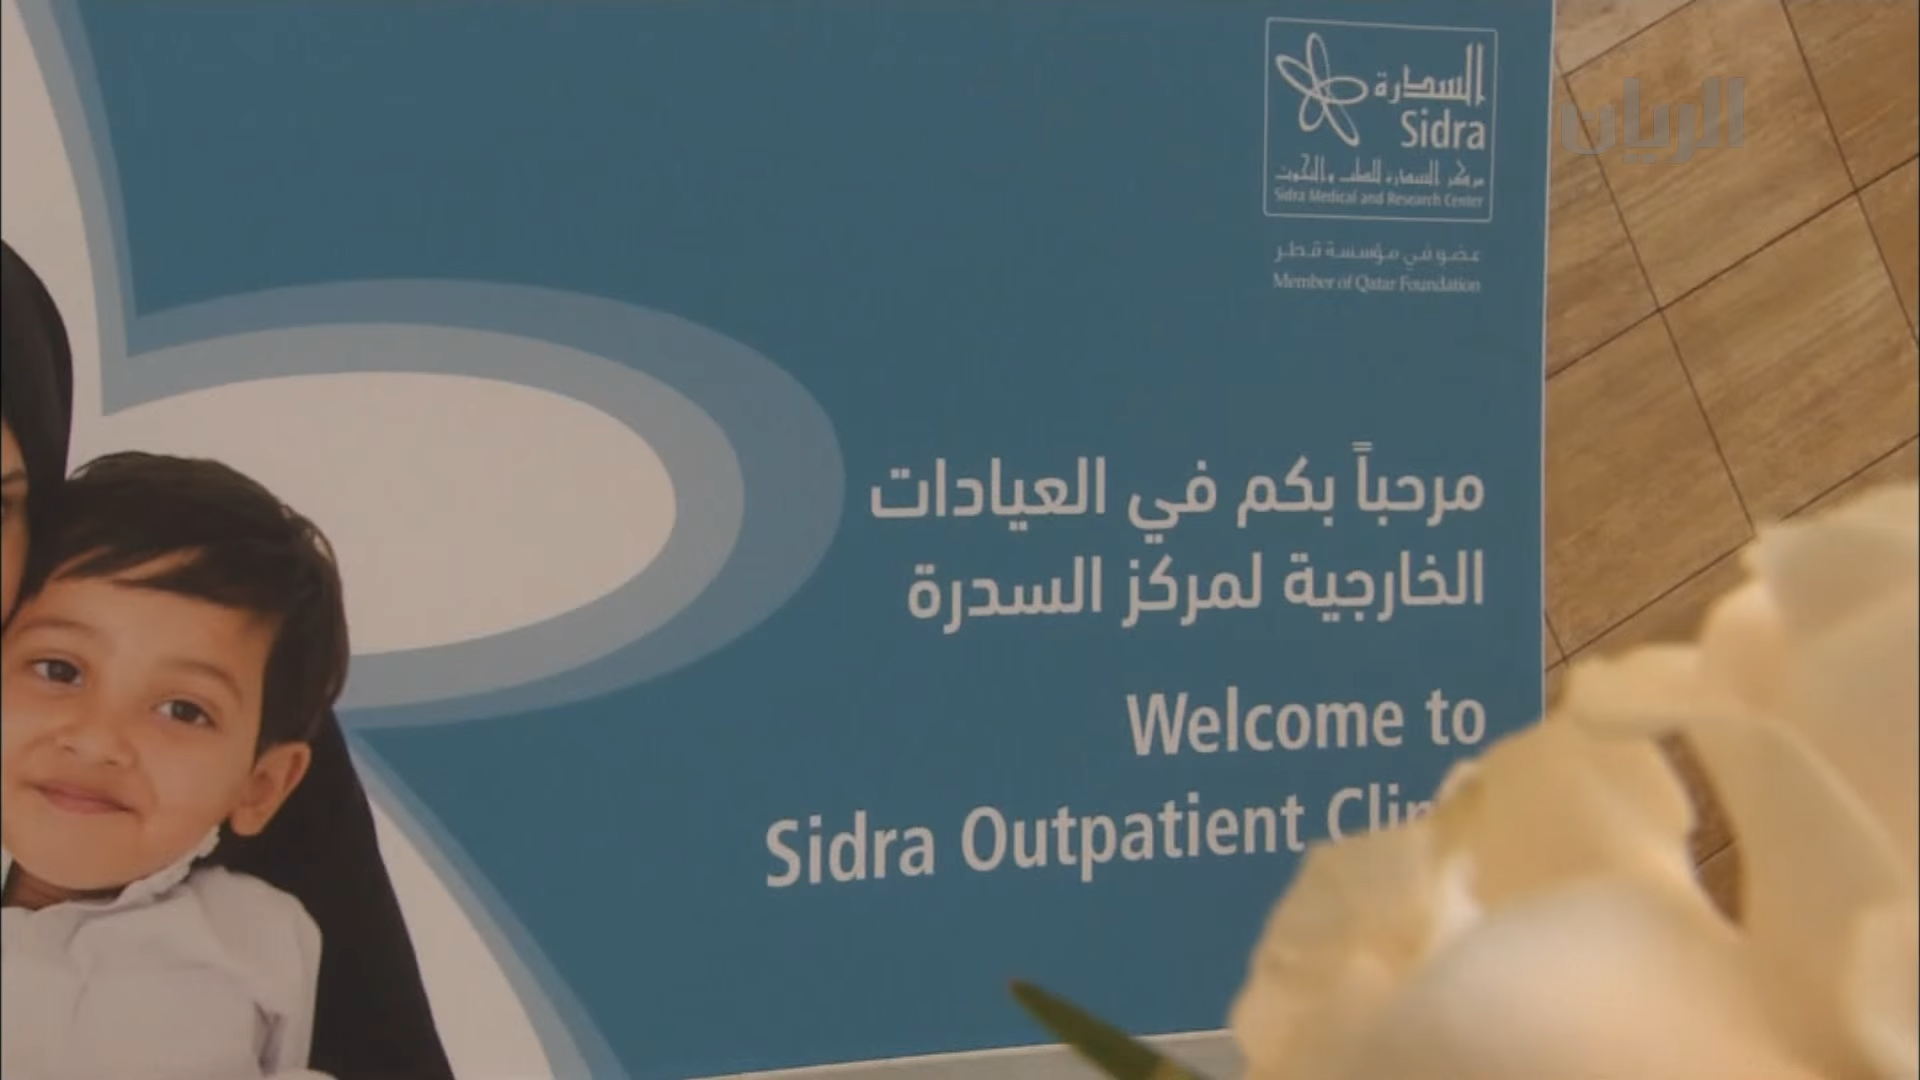 السدرة
Sidra
مركز السدرة للطب والبحوث
Sidra Medical and Research Center
عضو في مؤسسة قطر
Member of Qatar Foundation
الريان
مرحباً بكم في العيادات
الخارجية لمركز السدرة
Welcome to
Sidra Outpatient